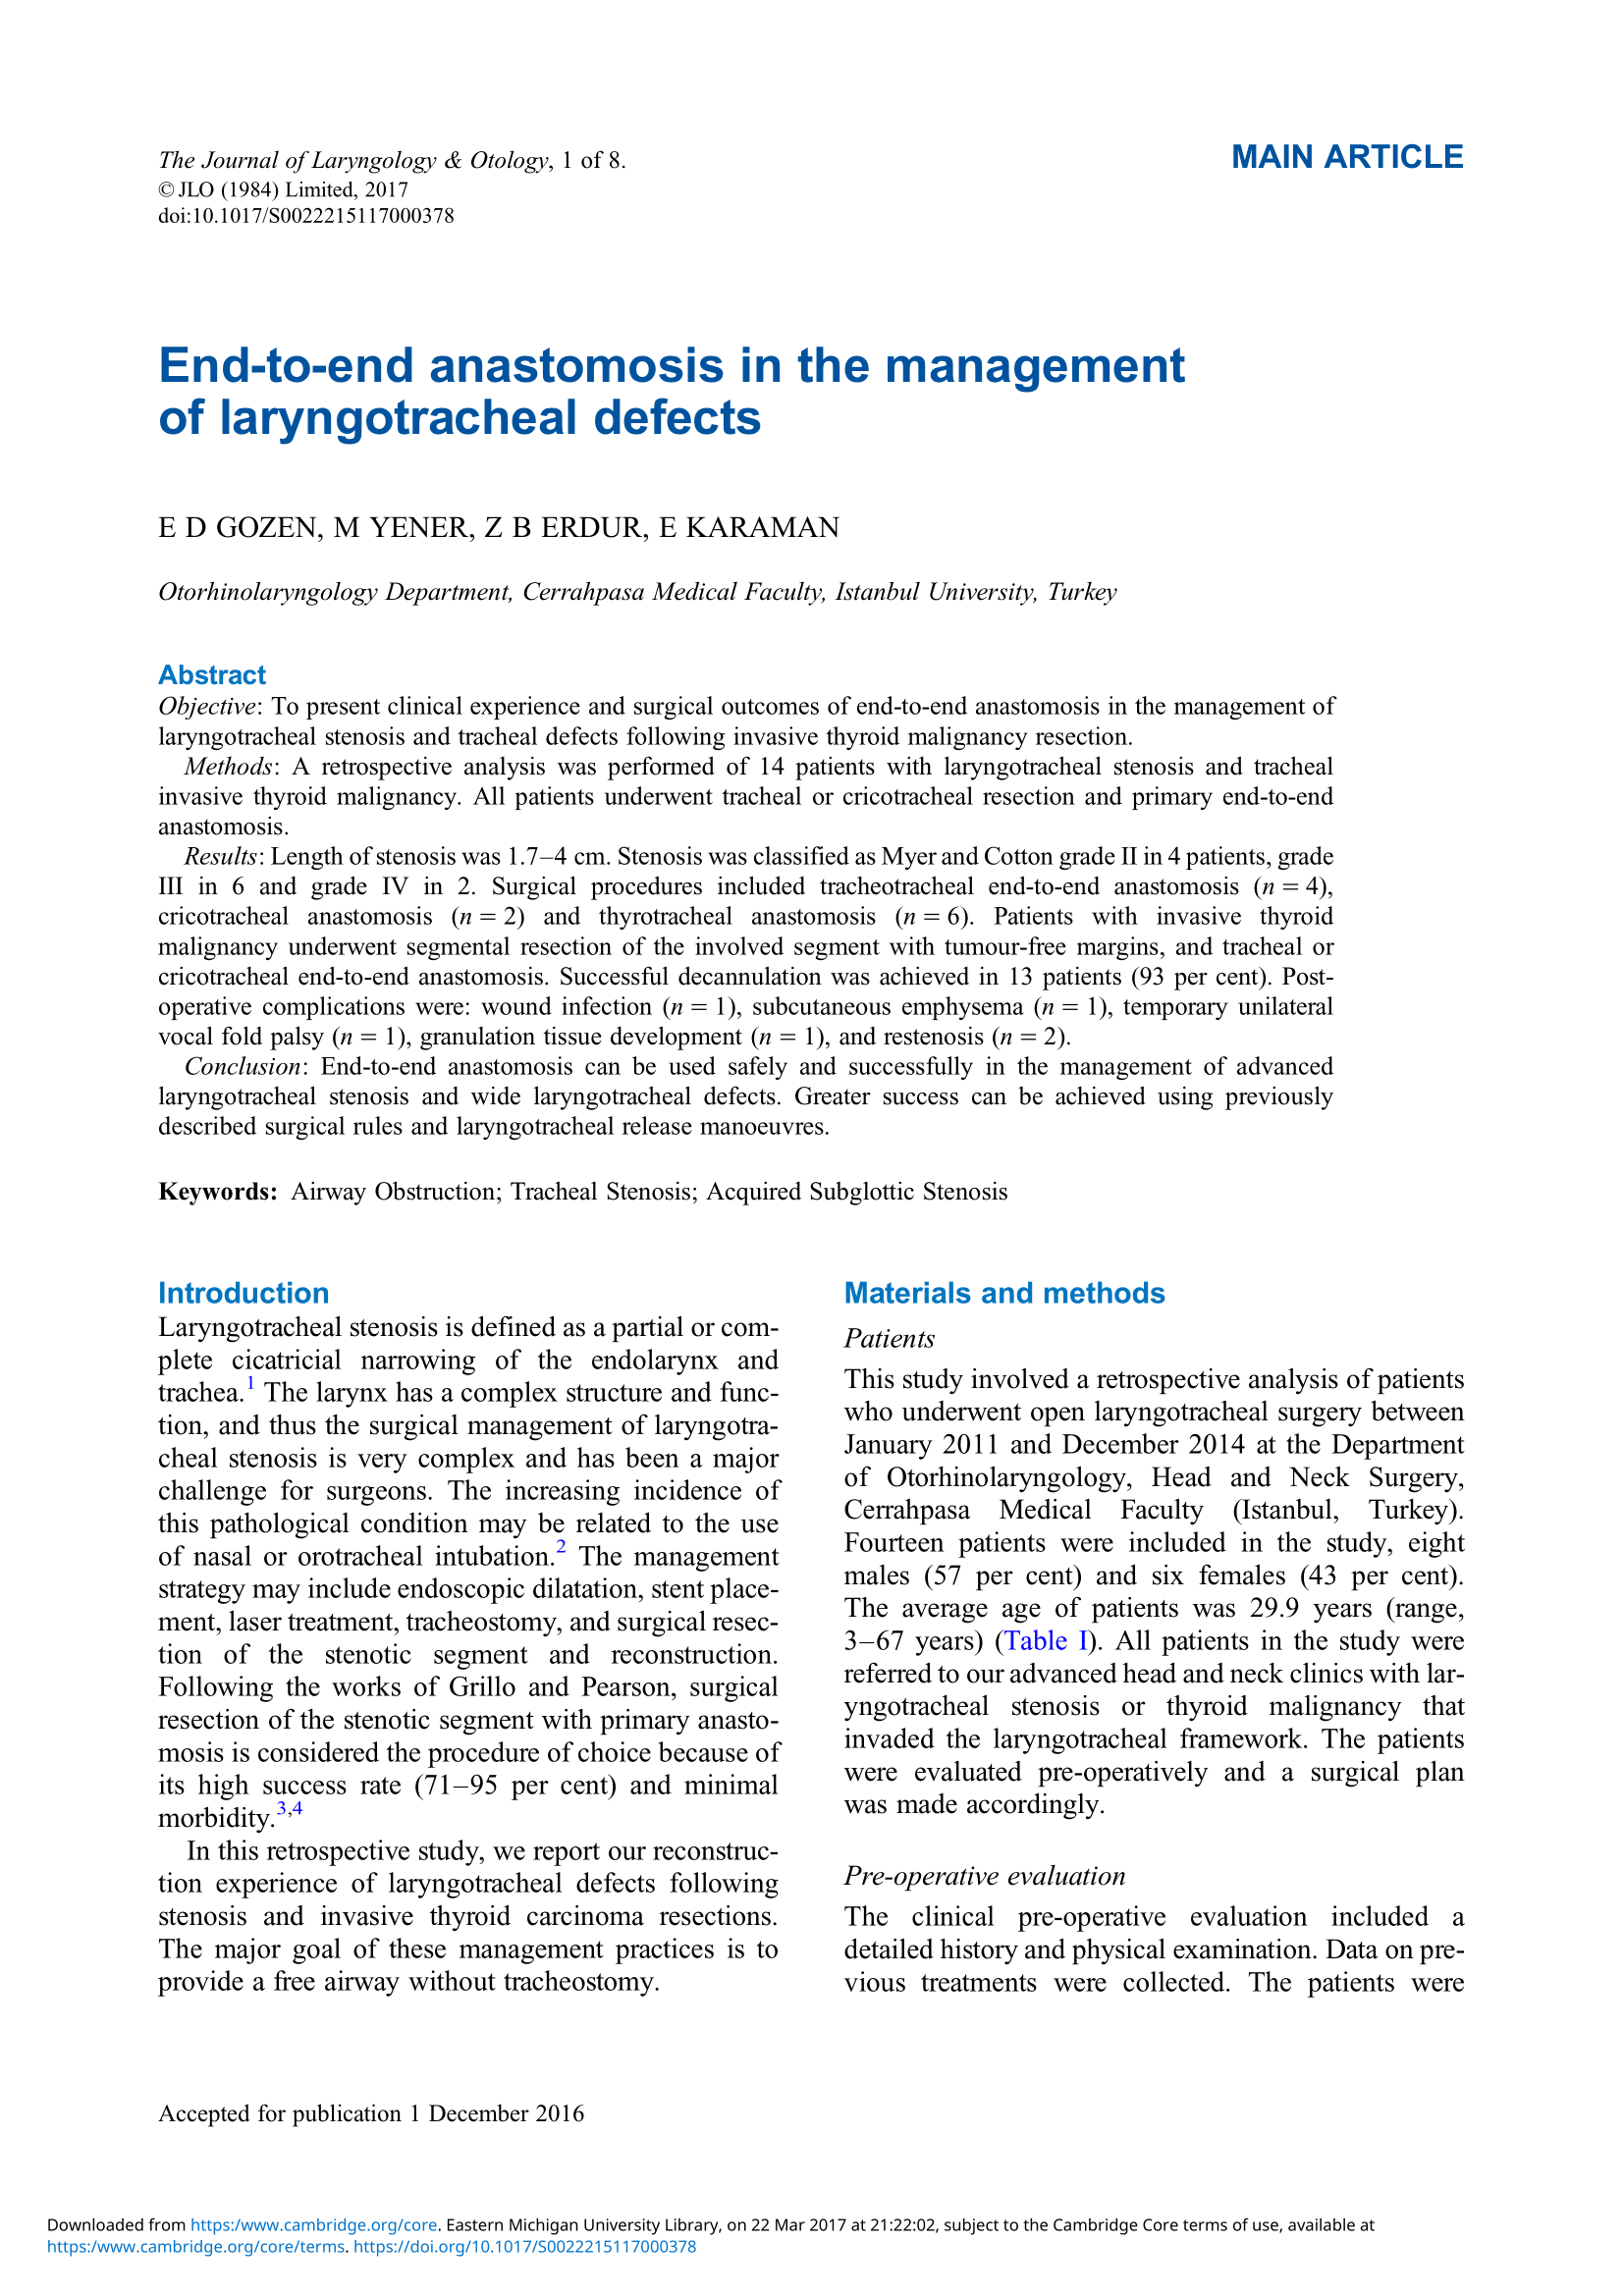 The Journal of Laryngology & Otology, 1 of 8.
© JLO (1984) Limited, 2017
doi:10.1017/S0022215117000378
MAIN ARTICLE
End-to-end anastomosis in the management
of laryngotracheal defects
E D GOZEN, M YENER, Z B ERDUR, E KARAMAN
Otorhinolaryngology Department, Cerrahpasa Medical Faculty, Istanbul University, Turkey
Abstract
Objective: To present clinical experience and surgical outcomes of end-to-end anastomosis in the management of
laryngotracheal stenosis and tracheal defects following invasive thyroid malignancy resection.
Methods: A retrospective analysis was performed of 14 patients with laryngotracheal stenosis and tracheal
invasive thyroid malignancy. All patients underwent tracheal or cricotracheal resection and primary end-to-end
anastomosis.
Results: Length of stenosis was 1.7–4 cm. Stenosis was classified as Myer and Cotton grade II in 4 patients, grade
III in 6 and grade IV in 2. Surgical procedures included tracheotracheal end-to-end anastomosis (n = 4),
cricotracheal anastomosis (n = 2) and thyrotracheal anastomosis (n = 6). Patients with invasive thyroid
malignancy underwent segmental resection of the involved segment with tumour-free margins, and tracheal or
cricotracheal end-to-end anastomosis. Successful decannulation was achieved in 13 patients (93 per cent). Post-
operative complications were: wound infection (n = 1), subcutaneous emphysema (n = 1), temporary unilateral
vocal fold palsy (n = 1), granulation tissue development (n = 1), and restenosis (n = 2).
Conclusion: End-to-end anastomosis can be used safely and successfully in the management of advanced
laryngotracheal stenosis and wide laryngotracheal defects. Greater success can be achieved using previously
described surgical rules and laryngotracheal release manoeuvres.
Keywords: Airway Obstruction; Tracheal Stenosis; Acquired Subglottic Stenosis
Introduction
Laryngotracheal stenosis is defined as a partial or com-
plete cicatricial narrowing of the endolarynx and
trachea.1 The larynx has a complex structure and func-
tion, and thus the surgical management of laryngotra-
cheal stenosis is very complex and has been a major
challenge for surgeons. The increasing incidence of
this pathological condition may be related to the use
of nasal or orotracheal intubation.2 The management
strategy may include endoscopic dilatation, stent place-
ment, laser treatment, tracheostomy, and surgical resec-
tion of the stenotic segment and reconstruction.
Following the works of Grillo and Pearson, surgical
resection of the stenotic segment with primary anasto-
mosis is considered the procedure of choice because of
its high success rate (71–95 per cent) and minimal
morbidity.3,4
In this retrospective study, we report our reconstruc-
tion experience of laryngotracheal defects following
stenosis and invasive thyroid carcinoma resections.
The major goal of these management practices is to
provide a free airway without tracheostomy.
Materials and methods
Patients
This study involved a retrospective analysis of patients
who underwent open laryngotracheal surgery between
January 2011 and December 2014 at the Department
of Otorhinolaryngology, Head and Neck Surgery,
Cerrahpasa Medical Faculty (Istanbul, Turkey).
Fourteen patients were included in the study, eight
males (57 per cent) and six females (43 per cent).
The average age of patients was 29.9 years (range,
3–67 years) (Table I). All patients in the study were
referred to our advanced head and neck clinics with lar-
yngotracheal stenosis or thyroid malignancy that
invaded the laryngotracheal framework. The patients
were evaluated pre-operatively and a surgical plan
was made accordingly.
Pre-operative evaluation
The clinical pre-operative evaluation included a
detailed history and physical examination. Data on pre-
vious treatments were collected. The patients were
Accepted for publication 1 December 2016
Downloaded from https:/www.cambridge.org/core. Eastern Michigan University Library, on 22 Mar 2017 at 21:22:02, subject to the Cambridge Core terms of use, available at
https:/www.cambridge.org/core/terms. https://doi.org/10.1017/S0022215117000378